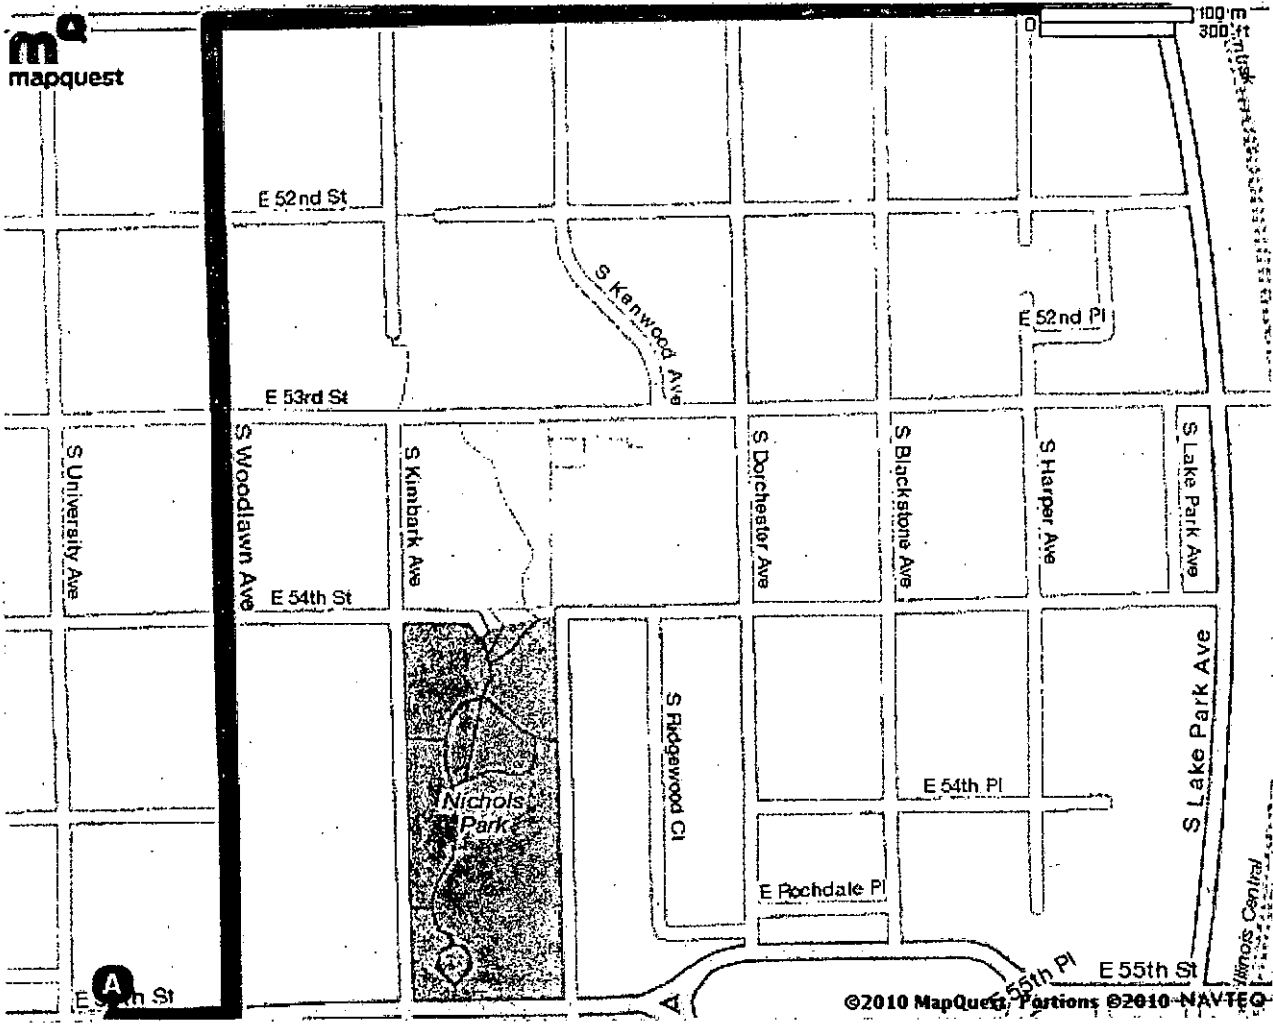 mapquest
0
100 m
300 ft
E 52nd St
S Kenwood Ave
E 52nd Pl
E 53rd St
S University Ave
S Woodlawn Ave
S Kimbark Ave
S Dorchester Ave
S Blackstone Ave
S Harper Ave
S Lake Park Ave
E 54th St
S Ridgewood Ct
S Lake Park Ave
Nichols
Park
E 54th Pl
E Rochdale Pl
Illinois Central
A
E 55th Pl
E 55th St
©2010 MapQuest, Portions ©2010 NAVTEQ